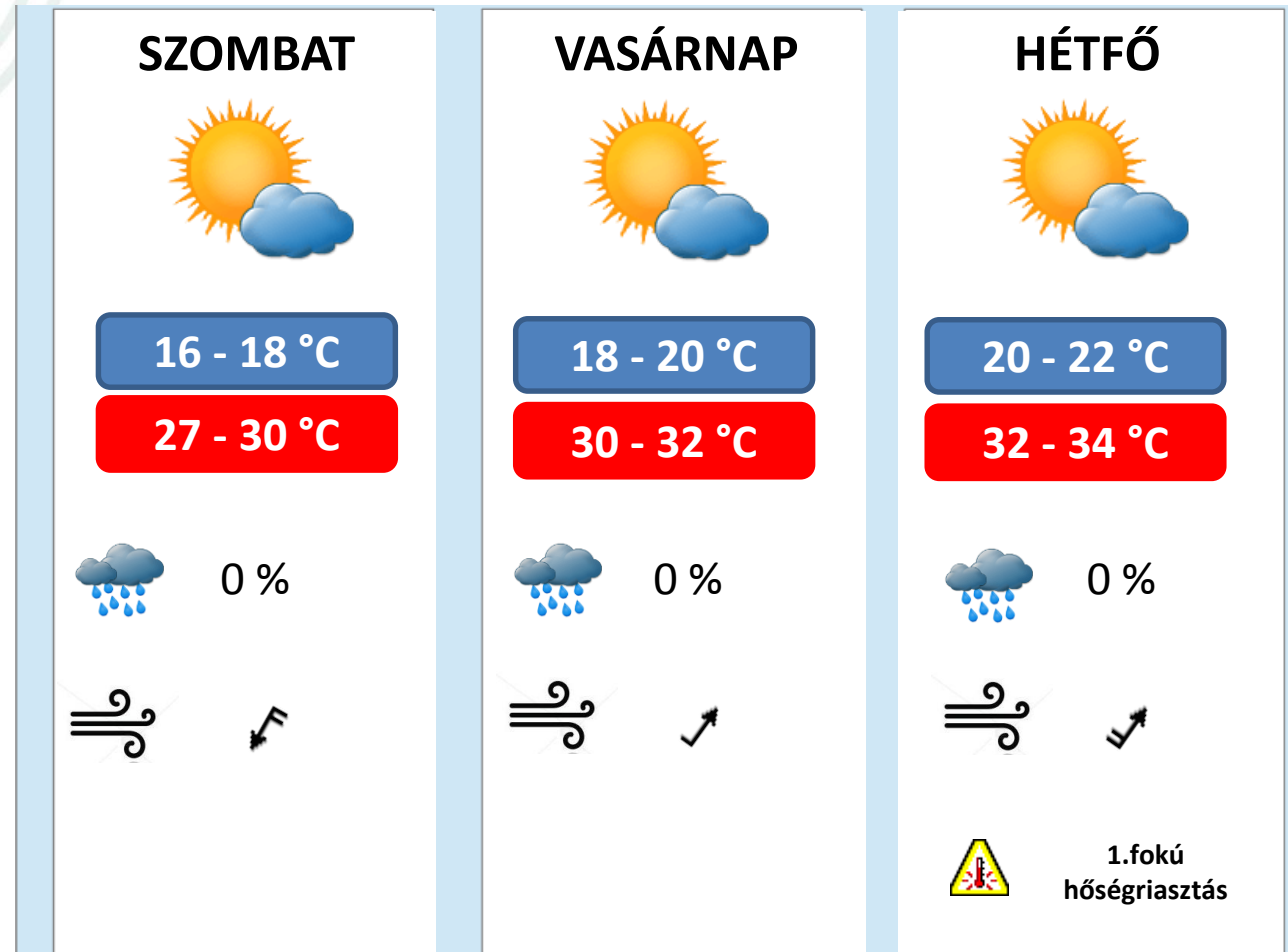 SZOMBAT
16 - 18 °C
27 - 30 °C
0 %
VASÁRNAP
18 - 20 °C
30 - 32 °C
0 %
HÉTFŐ
20 - 22 °C
32 - 34 °C
0 %
1.fokú
hőségriasztás